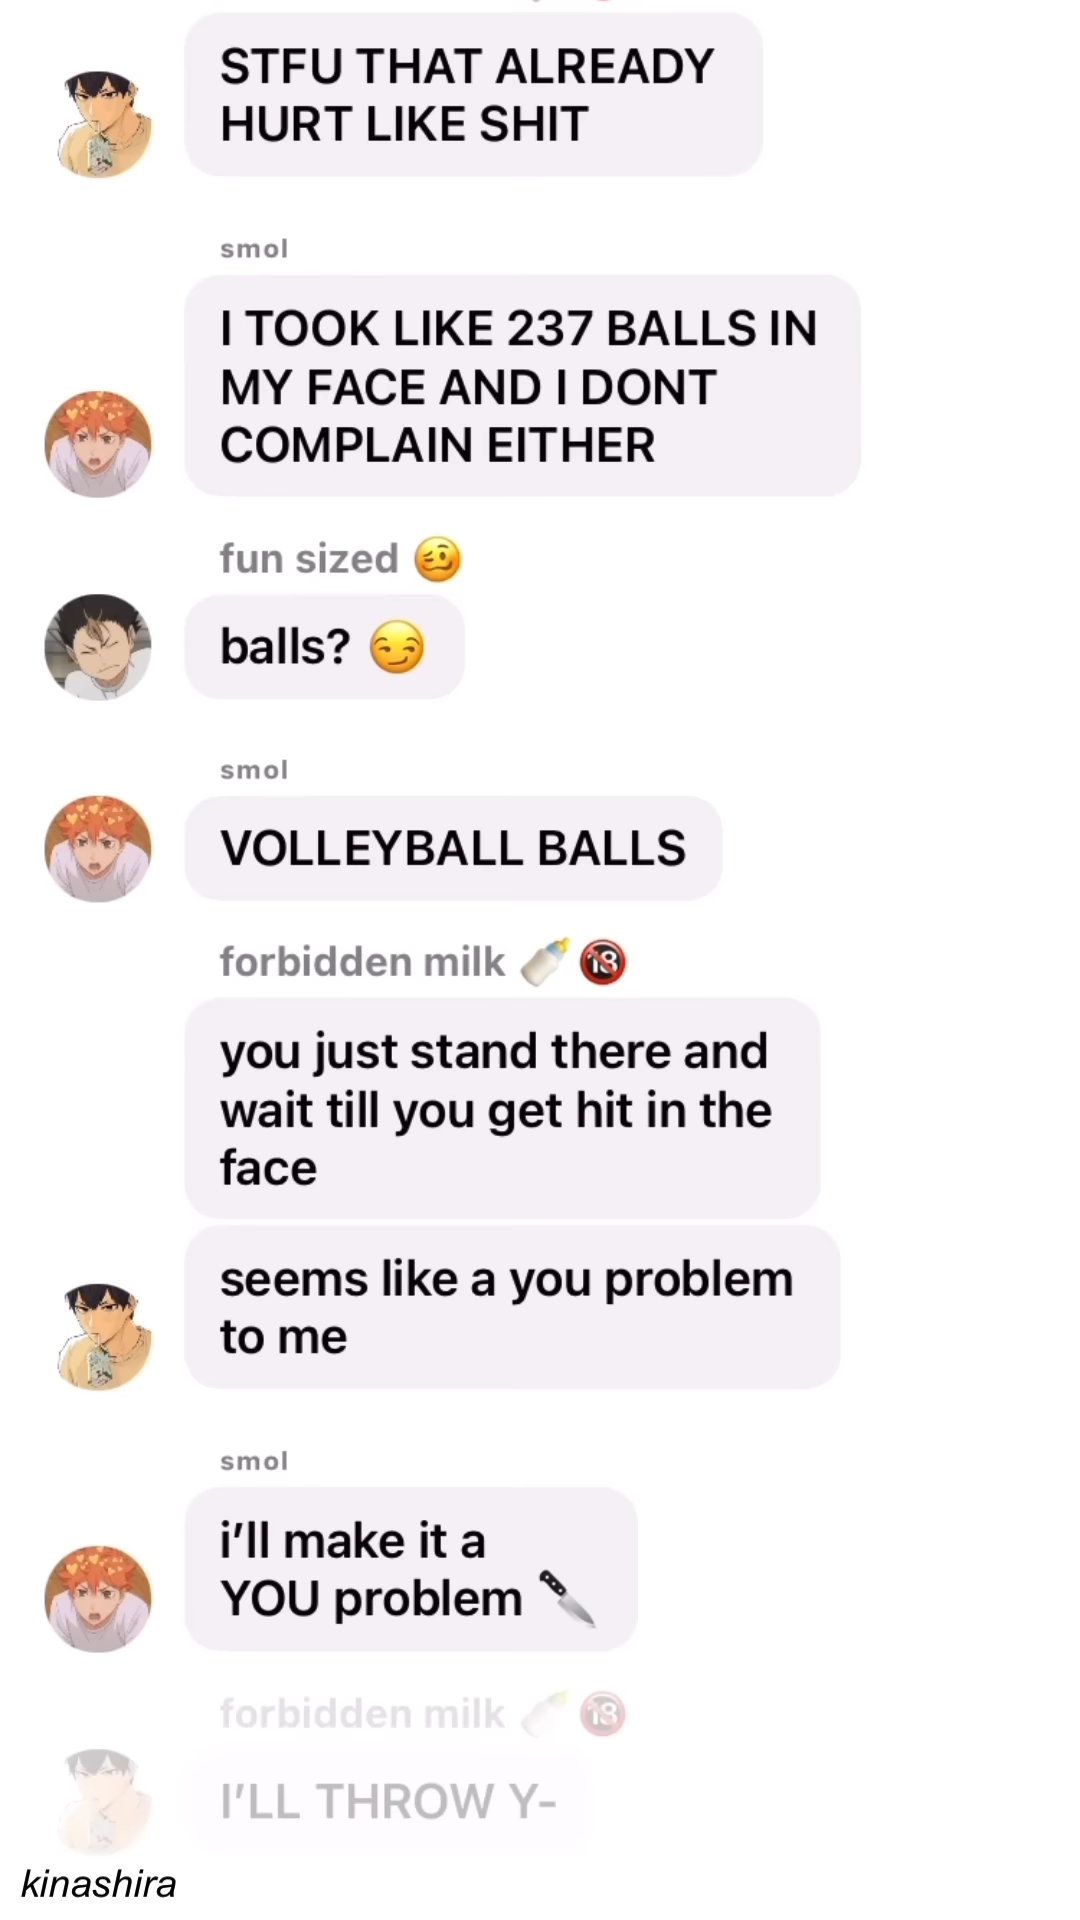 STFU THAT ALREADY
HURT LIKE SHIT
smol
I TOOK LIKE 237 BALLS IN
MY FACE AND I DONT
COMPLAIN EITHER
fun sized 🥴
balls? 😏
smol
VOLLEYBALL BALLS
forbidden milk 🍼🔞
you just stand there and
wait till you get hit in the
face
seems like a you problem
to me
smol
i’ll make it a
YOU problem 🔪
forbidden milk 🍼🔞
I’LL THROW Y-
kinashira